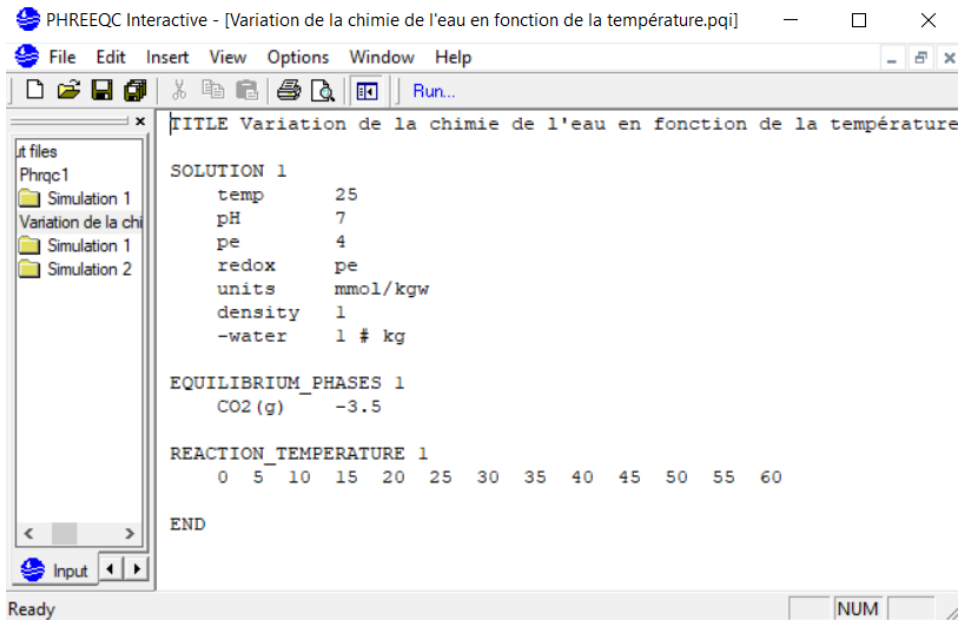 PHREEQC Interactive - [Variation de la chimie de l'eau en fonction de la température.pqi]
File Edit Insert View Options Window Help
Run...
ut files
Phrqc1
Simulation 1
Variation de la chi
Simulation 1
Simulation 2
Input
TITLE Variation de la chimie de l'eau en fonction de la température
SOLUTION 1
temp 25
pH 7
pe 4
redox pe
units mmol/kgw
density 1
-water 1 # kg
EQUILIBRIUM_PHASES 1
CO2(g) -3.5
REACTION_TEMPERATURE 1
0 5 10 15 20 25 30 35 40 45 50 55 60
END
Ready
NUM